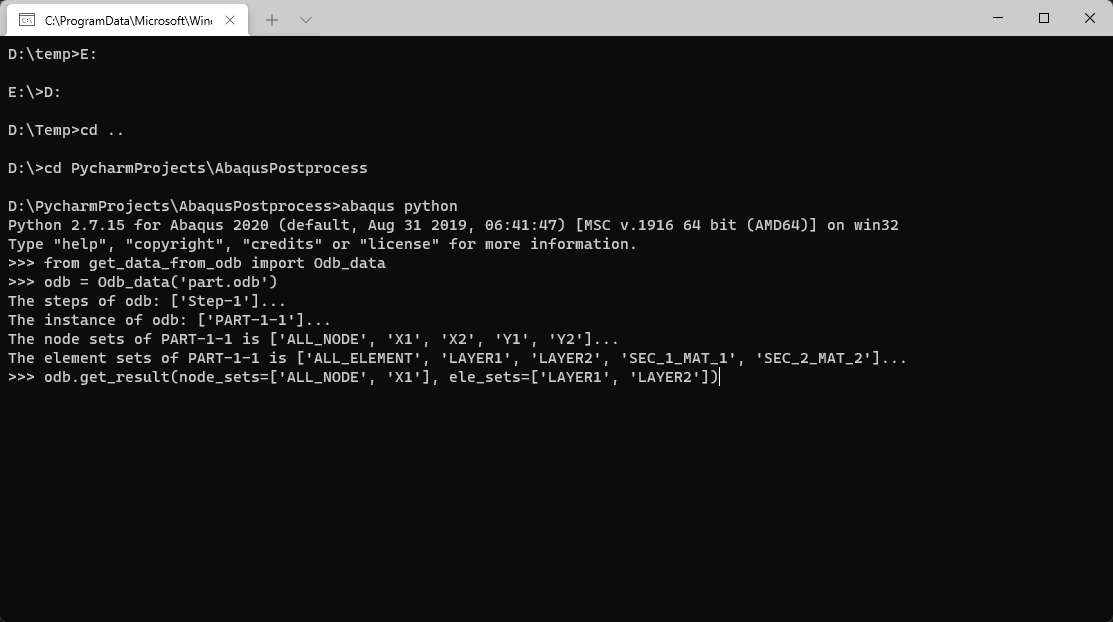 C:\ProgramData\Microsoft\Wind
D:\temp>E:
E:\>D:
D:\Temp>cd ..
D:\>cd PycharmProjects\AbaqusPostprocess
D:\PycharmProjects\AbaqusPostprocess>abaqus python
Python 2.7.15 for Abaqus 2020 (default, Aug 31 2019, 06:41:47) [MSC v.1916 64 bit (AMD64)] on win32
Type "help", "copyright", "credits" or "license" for more information.
>>> from get_data_from_odb import Odb_data
>>> odb = Odb_data('part.odb')
The steps of odb: ['Step-1']...
The instance of odb: ['PART-1-1']...
The node sets of PART-1-1 is ['ALL_NODE', 'X1', 'X2', 'Y1', 'Y2']...
The element sets of PART-1-1 is ['ALL_ELEMENT', 'LAYER1', 'LAYER2', 'SEC_1_MAT_1', 'SEC_2_MAT_2']...
>>> odb.get_result(node_sets=['ALL_NODE', 'X1'], ele_sets=['LAYER1', 'LAYER2'])